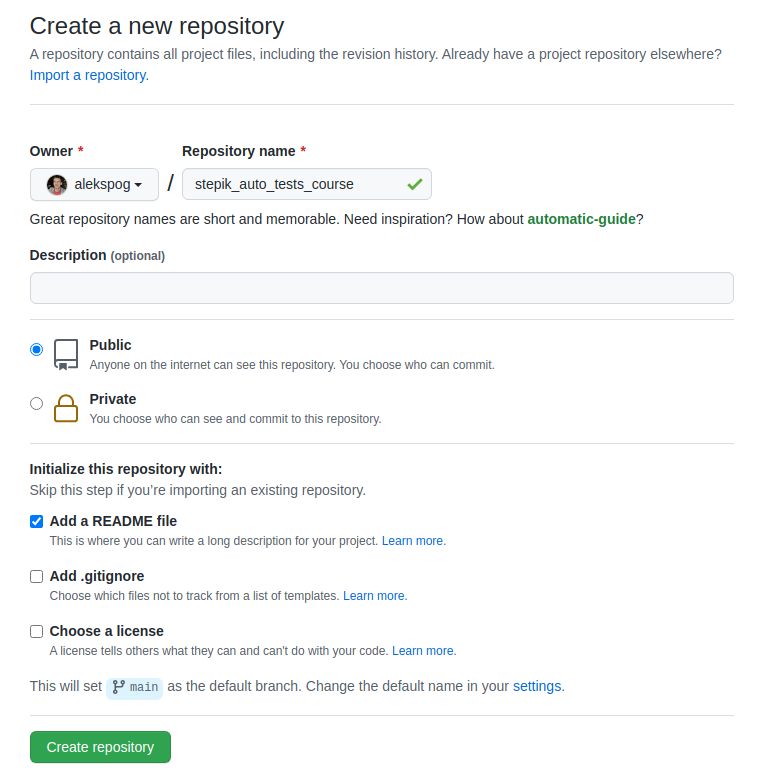 Create a new repository
A repository contains all project files, including the revision history. Already have a project repository elsewhere?
Import a repository.
Owner * Repository name *
alekspog / stepik_auto_tests_course
Great repository names are short and memorable. Need inspiration? How about automatic-guide?
Description (optional)
Public
Anyone on the internet can see this repository. You choose who can commit.
Private
You choose who can see and commit to this repository.
Initialize this repository with:
Skip this step if you’re importing an existing repository.
Add a README file
This is where you can write a long description for your project. Learn more.
Add .gitignore
Choose which files not to track from a list of templates. Learn more.
Choose a license
A license tells others what they can and can't do with your code. Learn more.
This will set main as the default branch. Change the default name in your settings.
Create repository